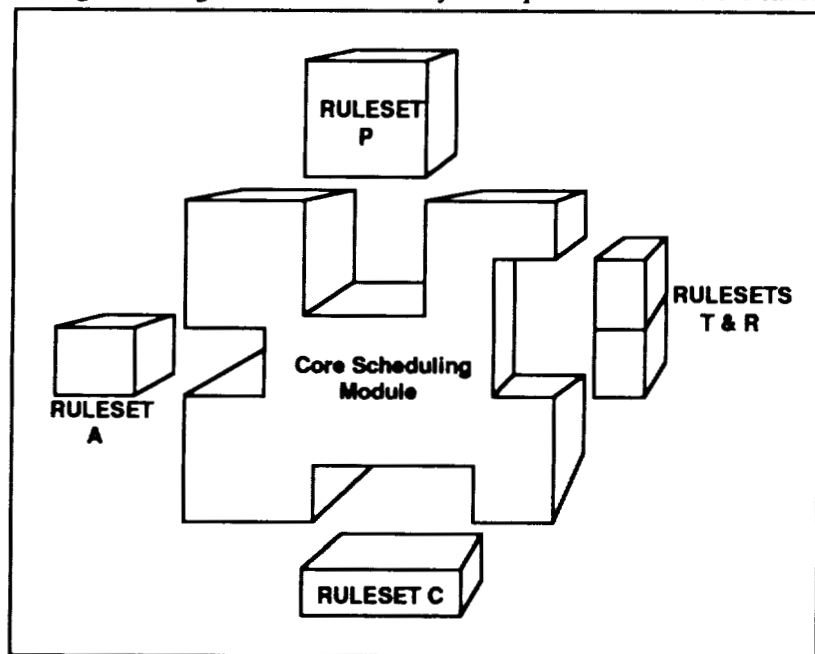 RULESET
P
RULESETS
T & R
Core Scheduling
Module
RULESET
A
RULESET C